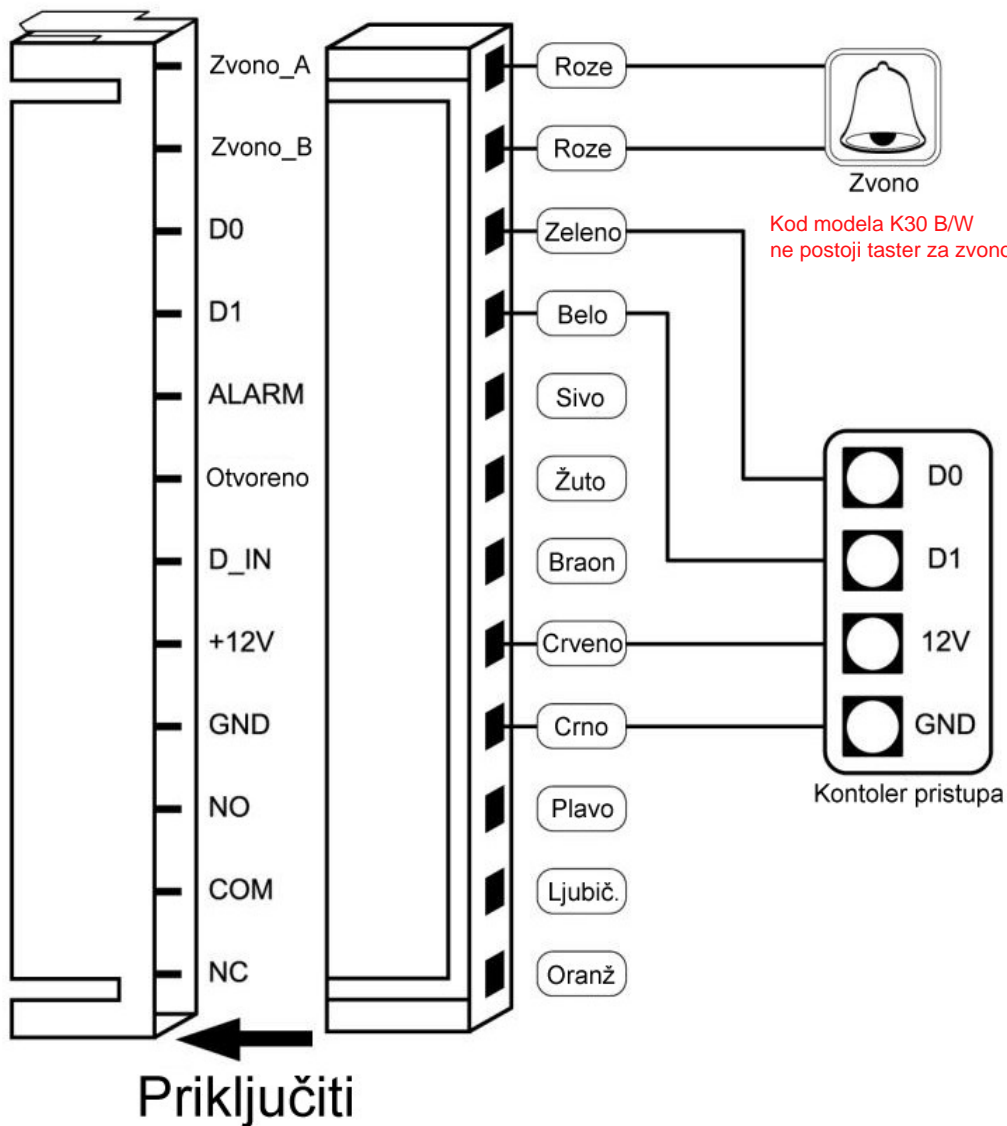 Zvono_A
Roze
Zvono_B
Roze
Zvono
D0
Zeleno
Kod modela K30 B/W
ne postoji taster za zvono
D1
Belo
ALARM
Sivo
Otvoreno
Žuto
D0
D_IN
Braon
D1
+12V
Crveno
12V
GND
Crno
GND
Kontoler pristupa
NO
Plavo
COM
Ljubič.
NC
Oranž
Priključiti